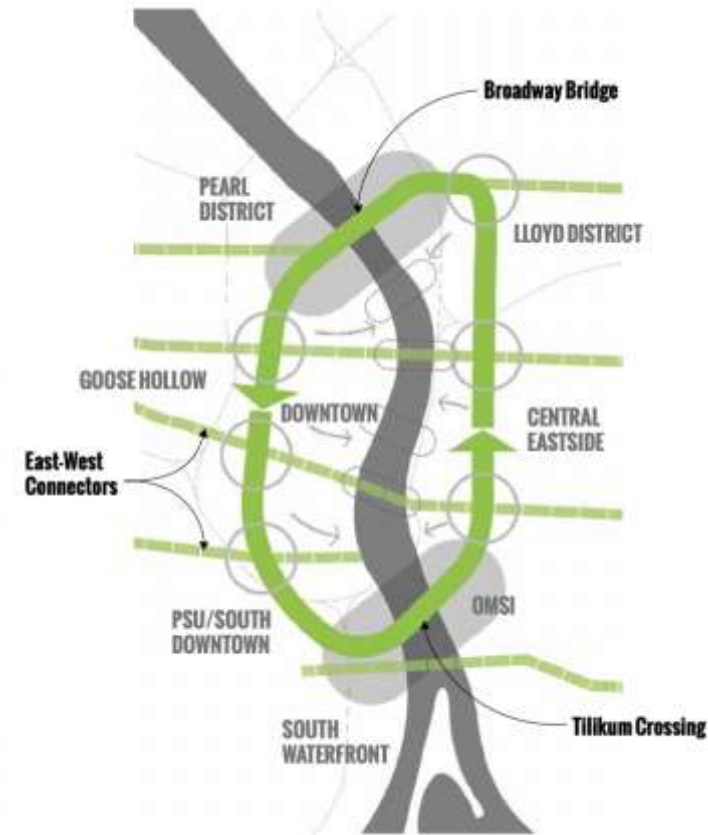 Broadway Bridge
PEARL
DISTRICT
LLOYD DISTRICT
GOOSE HOLLOW
DOWNTOWN
CENTRAL
EASTSIDE
East-West
Connectors
OMSI
PSU/SOUTH
DOWNTOWN
Tilikum Crossing
SOUTH
WATERFRONT